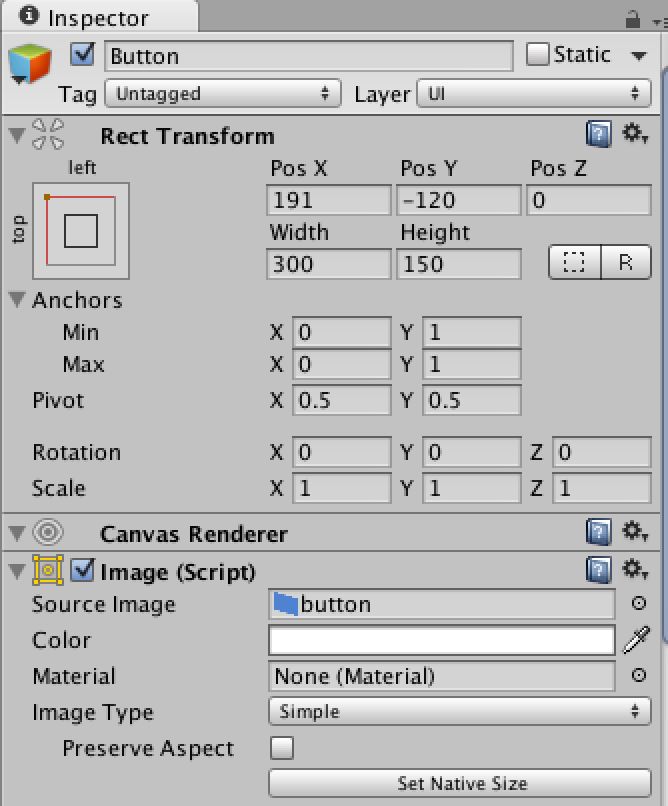 Inspector
Button Static
Tag Untagged Layer UI
Rect Transform
left Pos X Pos Y Pos Z
top 191 -120 0
Width Height
300 150 R
Anchors
Min X 0 Y 1
Max X 0 Y 1
Pivot X 0.5 Y 0.5
Rotation X 0 Y 0 Z 0
Scale X 1 Y 1 Z 1
Canvas Renderer
Image (Script)
Source Image button
Color
Material None (Material)
Image Type Simple
Preserve Aspect
Set Native Size